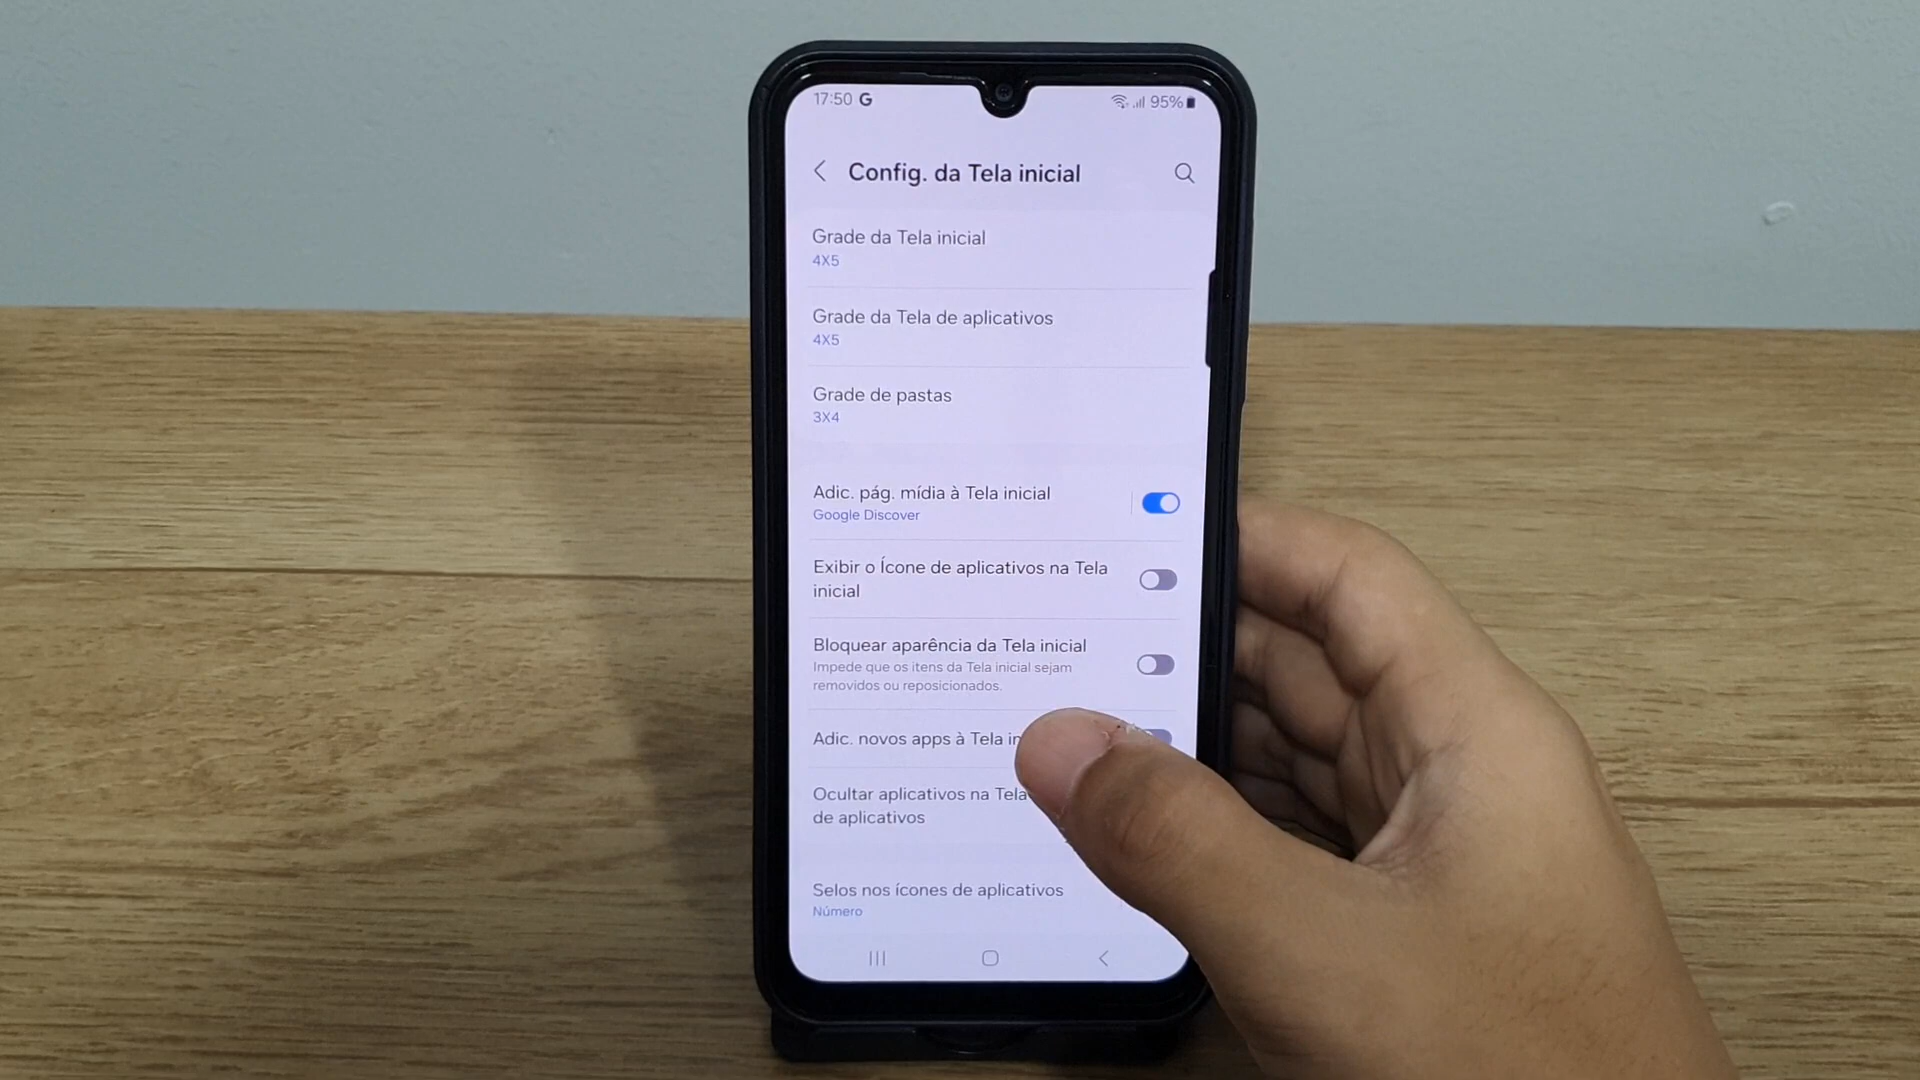 17:50 G
95%
Config. da Tela inicial
Grade da Tela inicial
4X5
Grade da Tela de aplicativos
4X5
Grade de pastas
3X4
Adic. pág. mídia à Tela inicial
Google Discover
Exibir o Ícone de aplicativos na Tela
inicial
Bloquear aparência da Tela inicial
Impede que os itens da Tela inicial sejam
removidos ou reposicionados.
Adic. novos apps à Tela
Ocultar aplicativos na Tela
de aplicativos
Selos nos ícones de aplicativos
Número